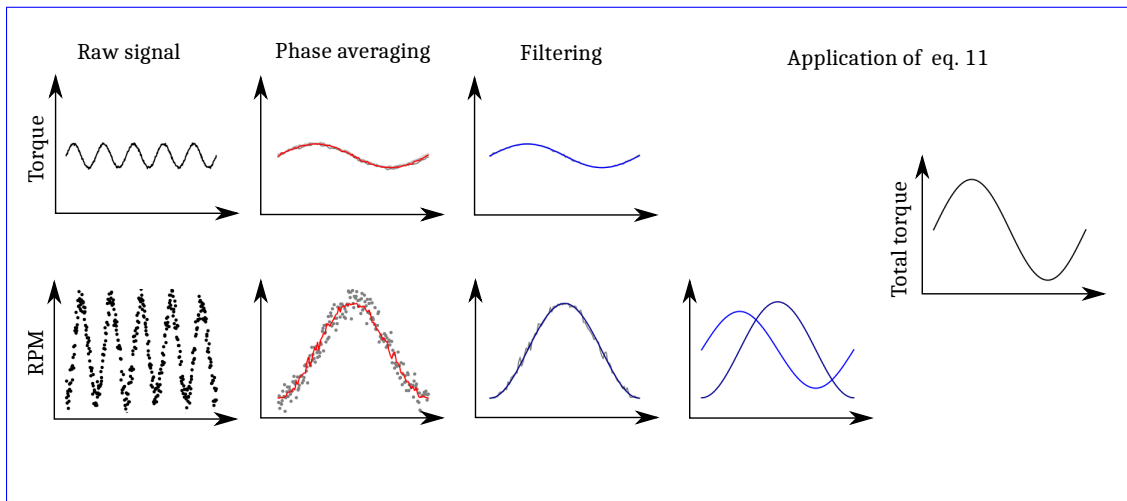 Raw signal
Phase averaging
Filtering
Application of eq. 11
Torque
Total torque
RPM